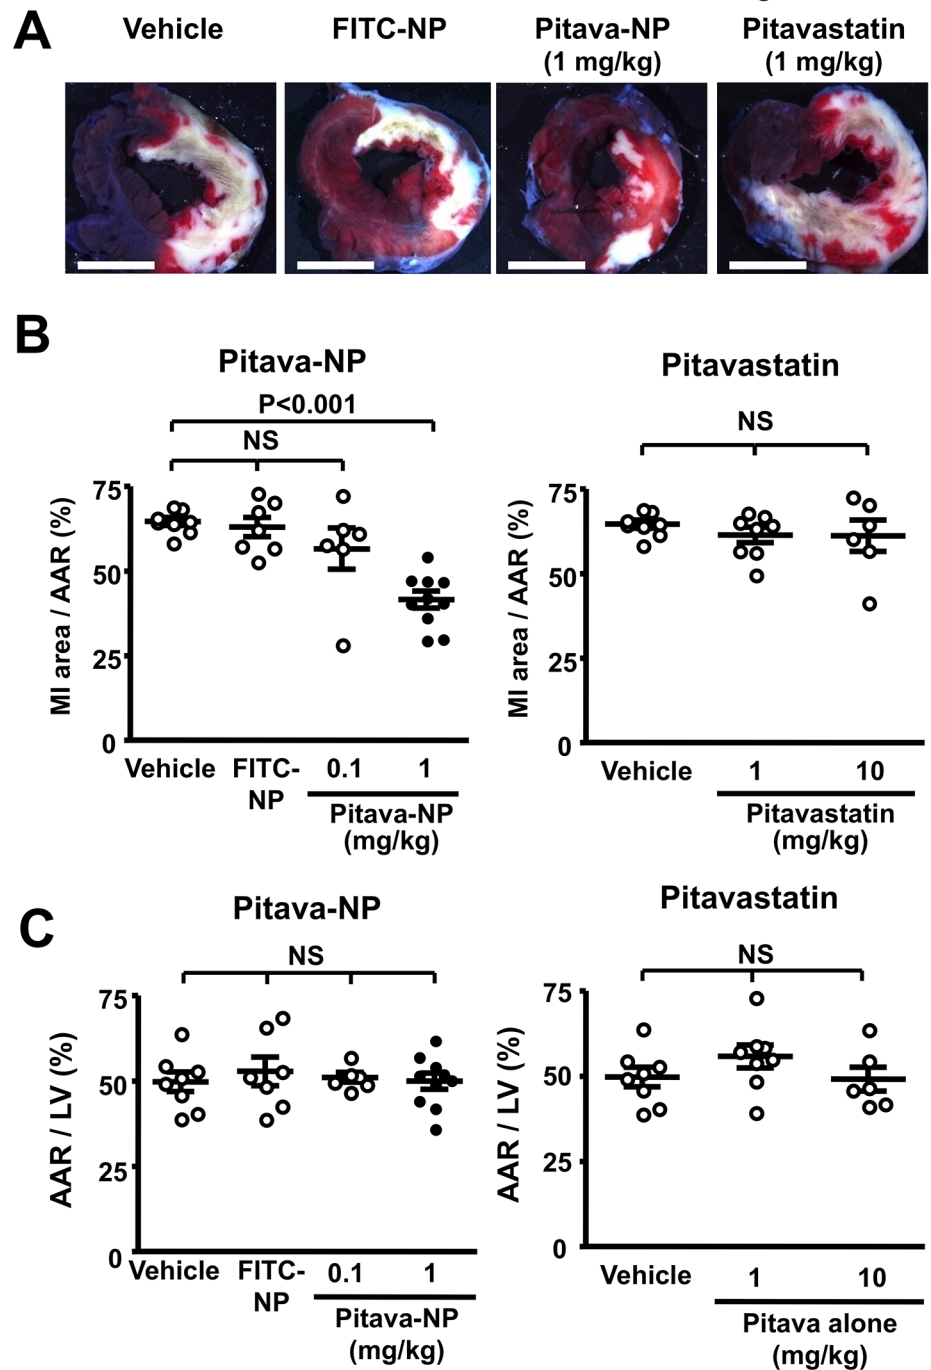 A
Vehicle FITC-NP Pitava-NP Pitavastatin
(1 mg/kg) (1 mg/kg)
B
Pitava-NP
P<0.001
NS
MI area / AAR (%)
75
50
25
0
Vehicle FITC- 0.1 1
NP
Pitava-NP
(mg/kg)
Pitavastatin
NS
MI area / AAR (%)
75
50
25
0
Vehicle 1 10
Pitavastatin
(mg/kg)
C
Pitava-NP
NS
AAR / LV (%)
75
50
25
0
Vehicle FITC- 0.1 1
NP
Pitava-NP
(mg/kg)
Pitavastatin
NS
AAR / LV (%)
75
50
25
0
Vehicle 1 10
Pitava alone
(mg/kg)